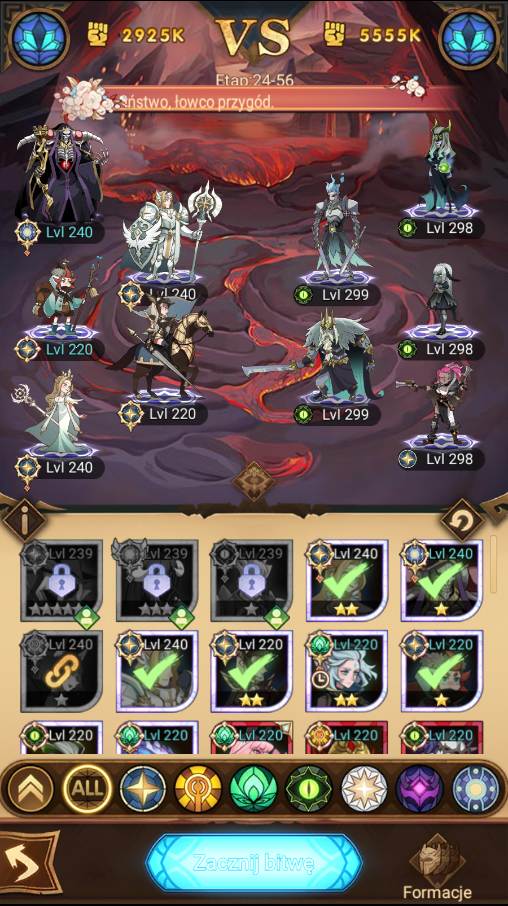 2925K VS 5555K
Etap:24-56
ństwo, łowco przygód.
Lvl 240
Lvl 298
Lvl 240
Lvl 299
Lvl 220
Lvl 298
Lvl 220
Lvl 299
Lvl 240
Lvl 298
Lvl 239 Lvl 239 Lvl 239 Lvl 240 Lvl 240
Lvl 240 Lvl 240 Lvl 220 Lvl 220 Lvl 220
Lvl 220 Lvl 220 Lvl 220 Lvl 220 Lvl 220
ALL
Zacznij bitwę
Formacje